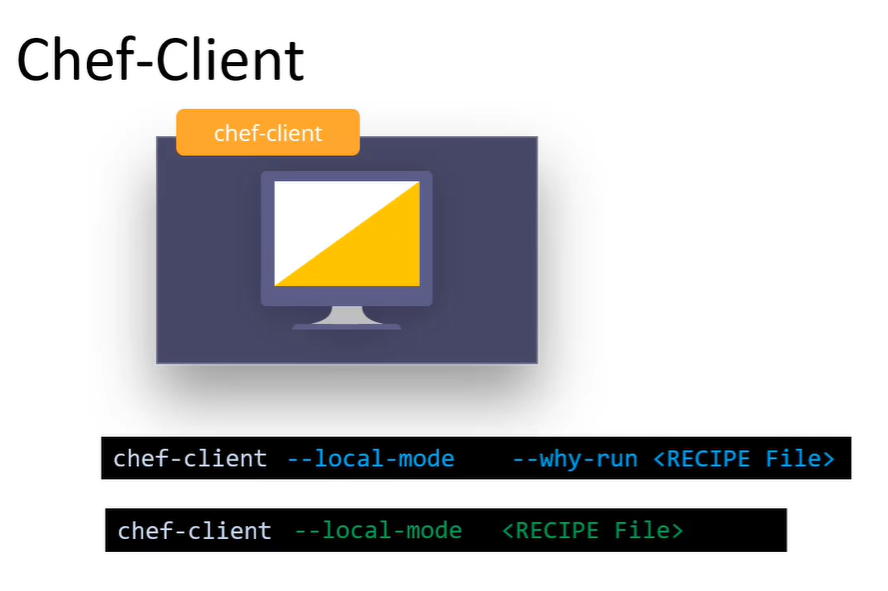 Chef-Client
chef-client
chef-client --local-mode --why-run <RECIPE File>
chef-client --local-mode <RECIPE File>